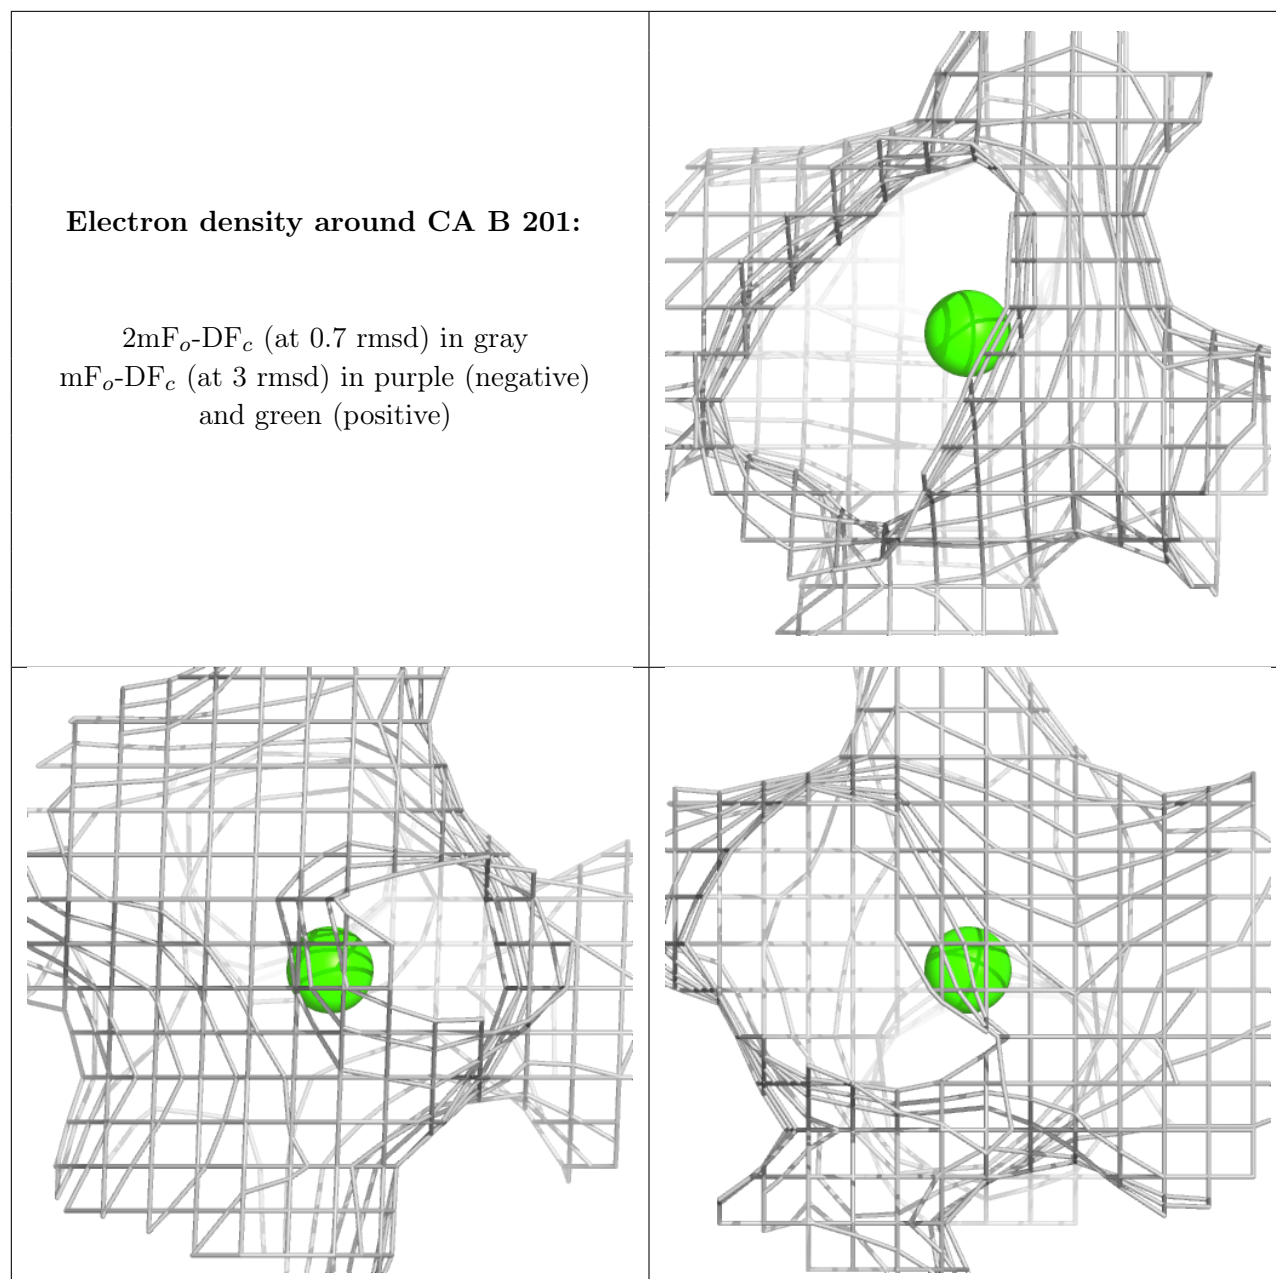 Electron density around CA B 201:
2mFo-DFc (at 0.7 rmsd) in gray
mFo-DFc (at 3 rmsd) in purple (negative)
and green (positive)